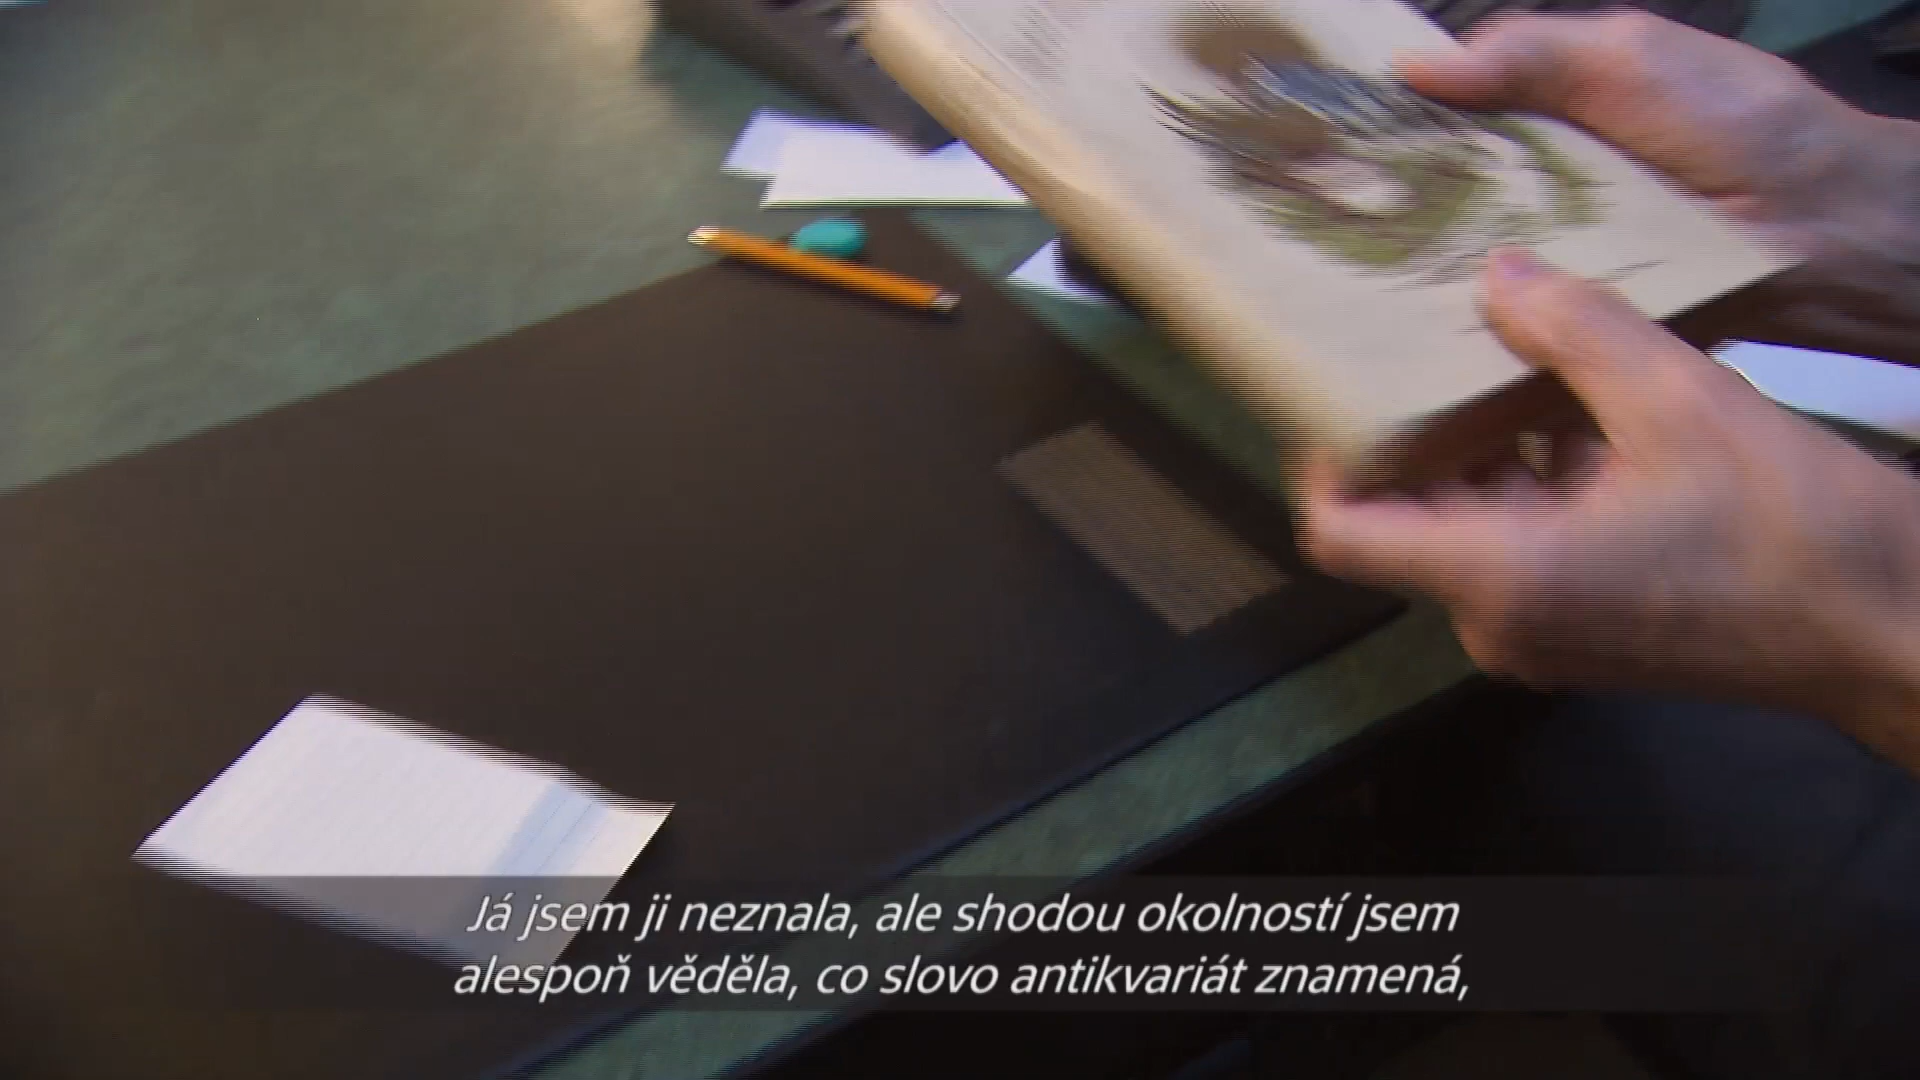 Já jsem ji neznala, ale shodou okolností jsem
alespoň věděla, co slovo antikvariát znamená,